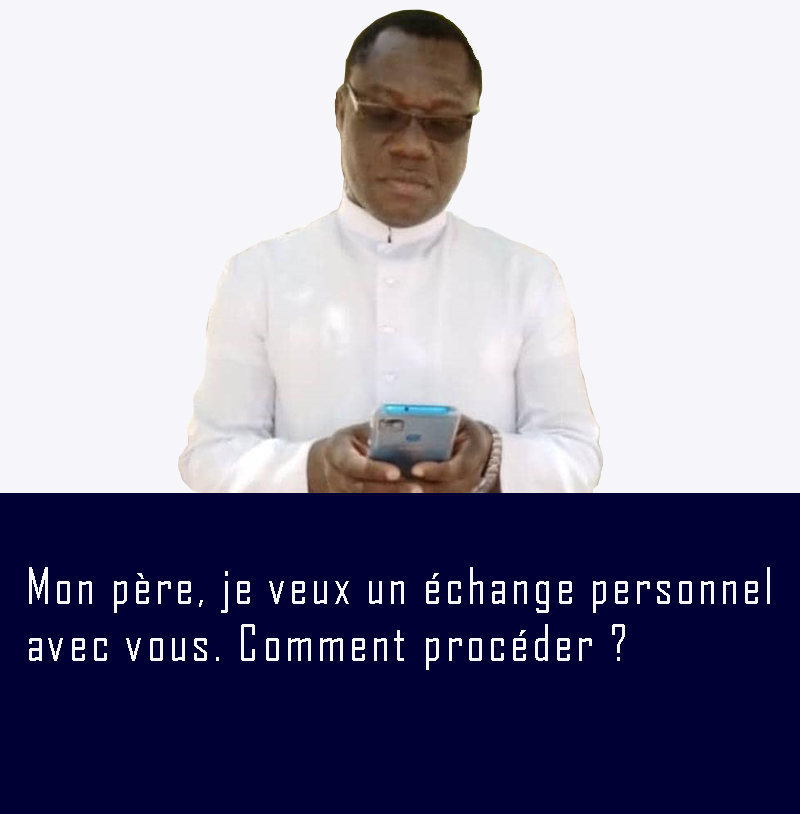 Mon père, je veux un échange personnel
avec vous. Comment procéder ?